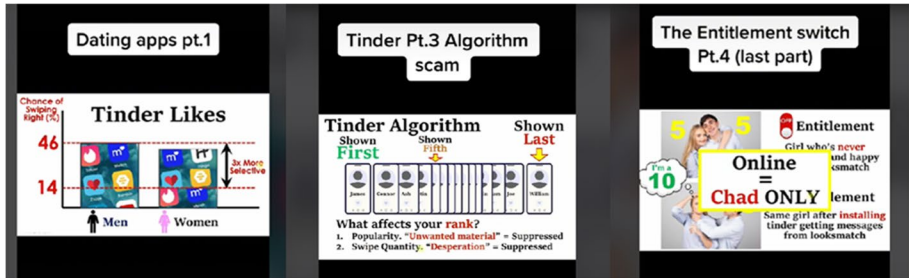 Dating apps pt.1
Chance of
Swiping
Right (%)
Tinder Likes
46
14
3x More
Selective
Men
Women
Tinder Pt.3 Algorithm
scam
Tinder Algorithm
Shown
First
Shown
Fifth
Shown
Last
James
Connor
William
What affects your rank?
1. Popularity. "Unwanted material" = Suppressed
2. Swipe Quantity. "Desperation" = Suppressed
The Entitlement switch
Pt.4 (last part)
5
5
OFF
Entitlement
Girl who's never
and happy
I'm a
10
Online
=
Chad ONLY
lement
Same girl after installing
tinder getting messages
from looksmatch